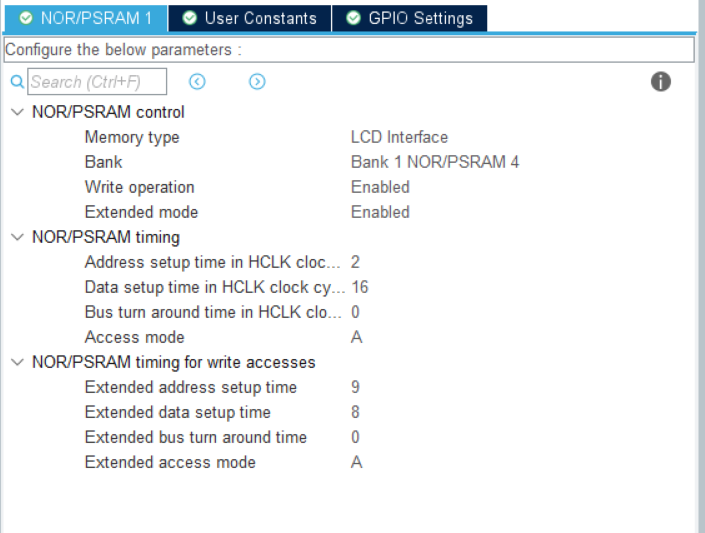 NOR/PSRAM 1 User Constants GPIO Settings
Configure the below parameters :
Search (Ctrl+F)
NOR/PSRAM control
Memory type LCD Interface
Bank Bank 1 NOR/PSRAM 4
Write operation Enabled
Extended mode Enabled
NOR/PSRAM timing
Address setup time in HCLK cloc... 2
Data setup time in HCLK clock cy... 16
Bus turn around time in HCLK clo... 0
Access mode A
NOR/PSRAM timing for write accesses
Extended address setup time 9
Extended data setup time 8
Extended bus turn around time 0
Extended access mode A